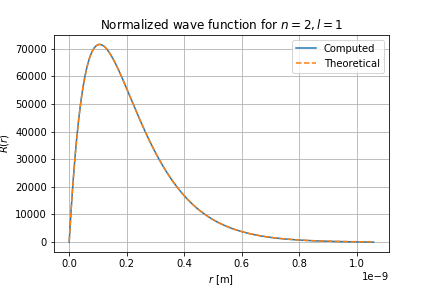 Normalized wave function for n = 2, l = 1
Computed
Theoretical
70000
60000
50000
40000
30000
20000
10000
0
R(r)
0.0
0.2
0.4
0.6
0.8
1.0
1e−9
r [m]